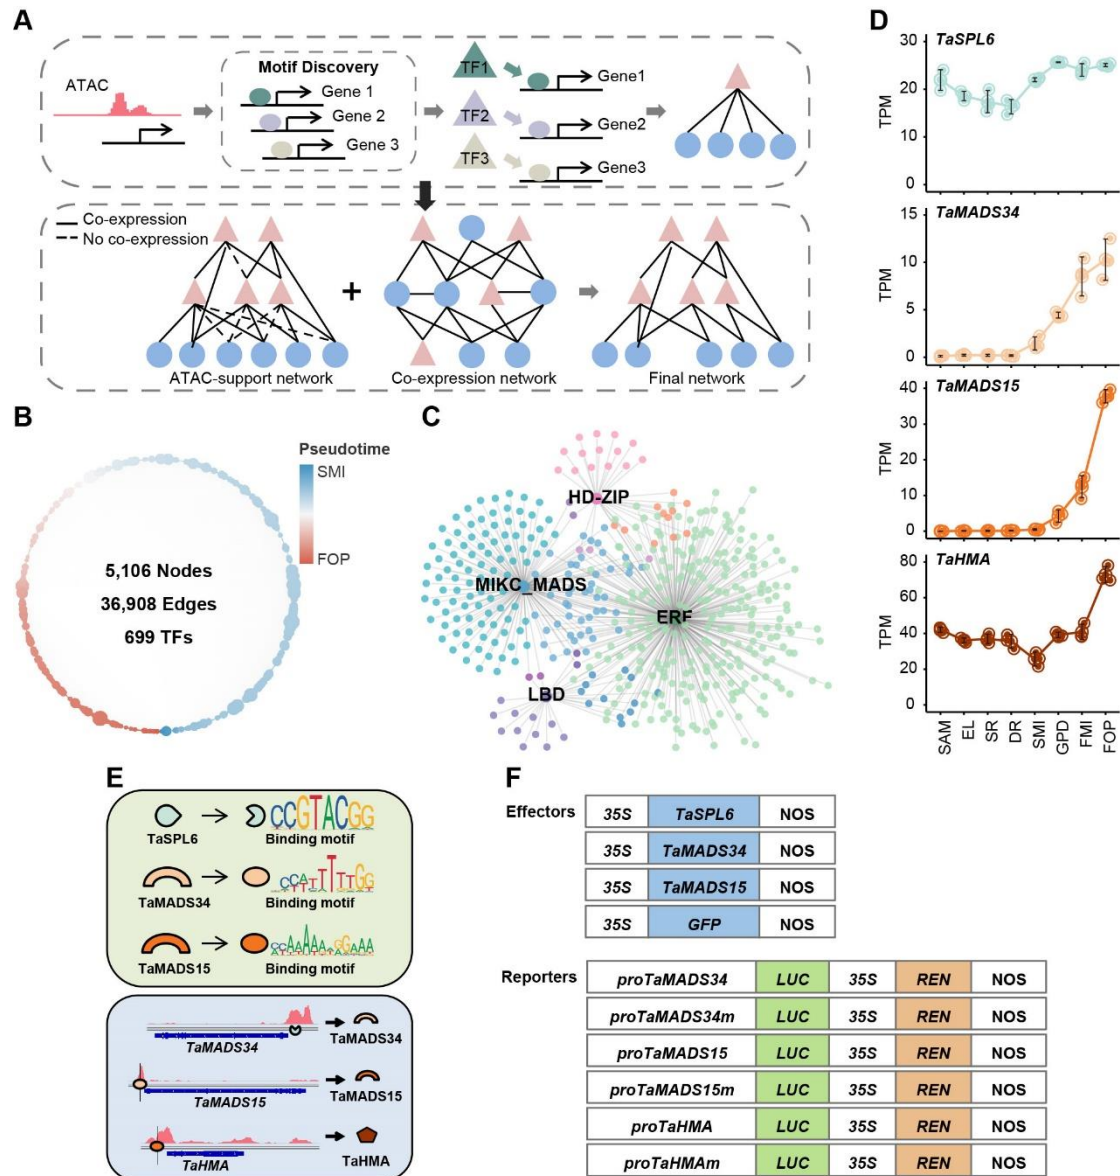 A
ATAC
Motif Discovery
Gene 1
Gene 2
Gene 3
TF1
Gene1
TF2
Gene2
TF3
Gene3
Co-expression
No co-expression
+
ATAC-support network
Co-expression network
Final network
B
Pseudotime
SMI
FOP
5,106 Nodes
36,908 Edges
699 TFs
C
HD-ZIP
MIKC_MADS
ERF
LBD
D
TaSPL6
TPM
30
20
10
0
TaMADS34
TPM
15
10
5
0
TaMADS15
TPM
40
30
20
10
0
TaHMA
TPM
80
60
40
20
0
SAM
EL
SR
DR
SMI
GPD
FMI
FOP
E
TaSPL6
CCGTACGG
Binding motif
TaMADS34
Binding motif
TaMADS15
Binding motif
TaMADS34
TaMADS34
TaMADS15
TaMADS15
TaHMA
TaHMA
F
Effectors
35S TaSPL6 NOS
35S TaMADS34 NOS
35S TaMADS15 NOS
35S GFP NOS
Reporters
proTaMADS34 LUC 35S REN NOS
proTaMADS34m LUC 35S REN NOS
proTaMADS15 LUC 35S REN NOS
proTaMADS15m LUC 35S REN NOS
proTaHMA LUC 35S REN NOS
proTaHMAm LUC 35S REN NOS